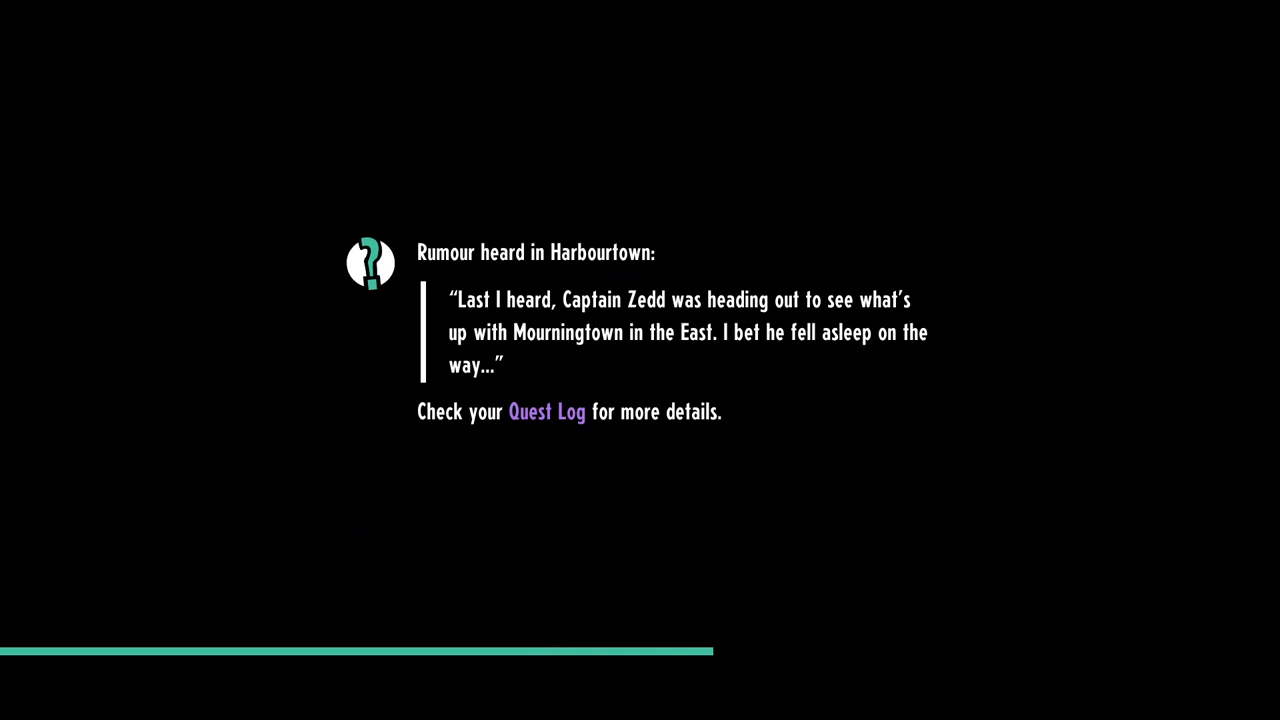 Rumour heard in Harbourtown:
“Last I heard, Captain Zedd was heading out to see what's
up with Mourningtown in the East. I bet he fell asleep on the
way...”
Check your Quest Log for more details.